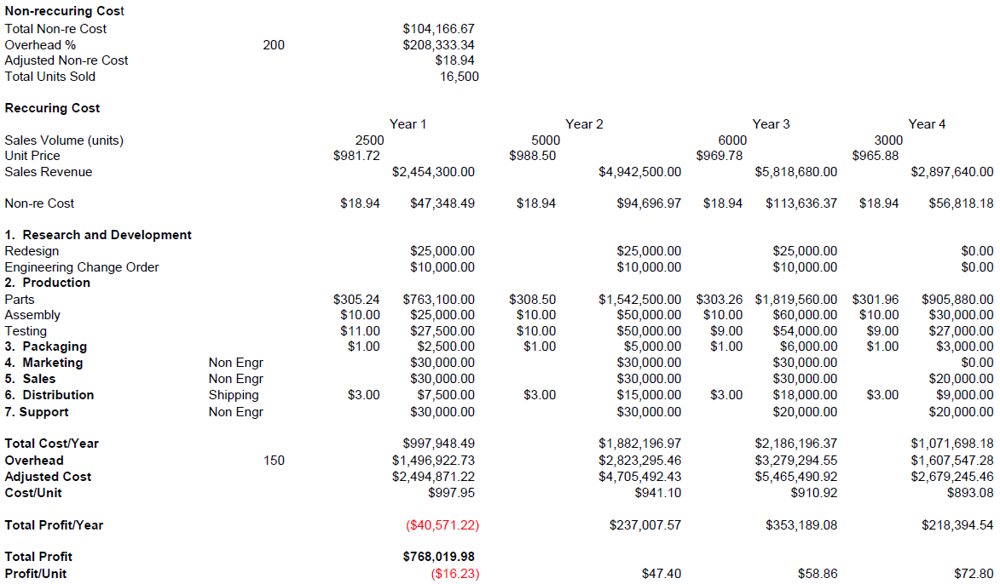 Non-reccuring Cost
Total Non-re Cost $104,166.67
Overhead % 200 $208,333.34
Adjusted Non-re Cost $18.94
Total Units Sold 16,500
Reccuring Cost
Year 1 Year 2 Year 3 Year 4
Sales Volume (units) 2500 5000 6000 3000
Unit Price $981.72 $988.50 $969.78 $965.88
Sales Revenue $2,454,300.00 $4,942,500.00 $5,818,680.00 $2,897,640.00
Non-re Cost $18.94 $47,348.49 $18.94 $94,696.97 $18.94 $113,636.37 $18.94 $56,818.18
1. Research and Development
Redesign $25,000.00 $25,000.00 $25,000.00 $0.00
Engineering Change Order $10,000.00 $10,000.00 $10,000.00 $0.00
2. Production
Parts $305.24 $763,100.00 $308.50 $1,542,500.00 $303.26 $1,819,560.00 $301.96 $905,880.00
Assembly $10.00 $25,000.00 $10.00 $50,000.00 $10.00 $60,000.00 $10.00 $30,000.00
Testing $11.00 $27,500.00 $10.00 $50,000.00 $9.00 $54,000.00 $9.00 $27,000.00
3. Packaging $1.00 $2,500.00 $1.00 $5,000.00 $1.00 $6,000.00 $1.00 $3,000.00
4. Marketing Non Engr $30,000.00 $30,000.00 $30,000.00 $0.00
5. Sales Non Engr $30,000.00 $30,000.00 $30,000.00 $20,000.00
6. Distribution Shipping $3.00 $7,500.00 $3.00 $15,000.00 $3.00 $18,000.00 $3.00 $9,000.00
7. Support Non Engr $30,000.00 $30,000.00 $20,000.00 $20,000.00
Total Cost/Year $997,948.49 $1,882,196.97 $2,186,196.37 $1,071,698.18
Overhead 150 $1,496,922.73 $2,823,295.46 $3,279,294.55 $1,607,547.28
Adjusted Cost $2,494,871.22 $4,705,492.43 $5,465,490.92 $2,679,245.46
Cost/Unit $997.95 $941.10 $910.92 $893.08
Total Profit/Year ($40,571.22) $237,007.57 $353,189.08 $218,394.54
Total Profit $768,019.98
Profit/Unit ($16.23) $47.40 $58.86 $72.80